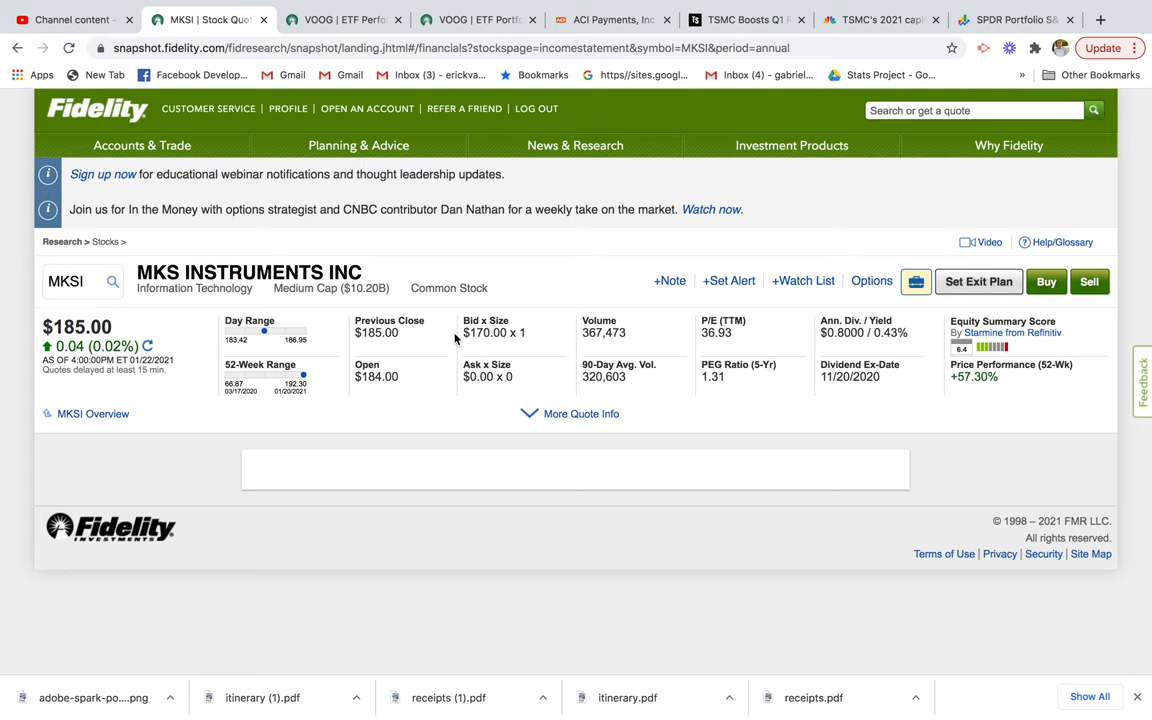 Channel content -
MKSI | Stock Quot
VOOG | ETF Perfo
VOOG | ETF Portfo
ACI Payments, Inc
TSMC Boosts Q1 R
TSMC's 2021 capi
SPDR Portfolio S&
snapshot.fidelity.com/fidresearch/snapshot/landing.jhtml#/financials?stockspage=incomestatement&symbol=MKSI&period=annual
Update
Apps
New Tab
Facebook Develop...
Gmail
Gmail
Inbox (3) - erickva...
Bookmarks
https//sites.googl...
Inbox (4) - gabriel...
Stats Project - Go...
»
Other Bookmarks
Fidelity
CUSTOMER SERVICE | PROFILE | OPEN AN ACCOUNT | REFER A FRIEND | LOG OUT
Search or get a quote
Accounts & Trade
Planning & Advice
News & Research
Investment Products
Why Fidelity
Sign up now for educational webinar notifications and thought leadership updates.
Join us for In the Money with options strategist and CNBC contributor Dan Nathan for a weekly take on the market. Watch now.
Research > Stocks >
Video
Help/Glossary
MKSI
MKS INSTRUMENTS INC
Information Technology Medium Cap ($10.20B) Common Stock
+Note
+Set Alert
+Watch List
Options
Set Exit Plan
Buy
Sell
$185.00
0.04 (0.02%)
AS OF 4:00:00PM ET 01/22/2021
Quotes delayed at least 15 min.
Day Range
183.42 186.95
52-Week Range
66.87 192.30
03/17/2020 01/20/2021
Previous Close
$185.00
Open
$184.00
Bid x Size
$170.00 x 1
Ask x Size
$0.00 x 0
Volume
367,473
90-Day Avg. Vol.
320,603
P/E (TTM)
36.93
PEG Ratio (5-Yr)
1.31
Ann. Div. / Yield
$0.8000 / 0.43%
Dividend Ex-Date
11/20/2020
Equity Summary Score
By Starmine from Refinitiv
6.4
Price Performance (52-Wk)
+57.30%
Feedback
MKSI Overview
More Quote Info
Fidelity
INVESTMENTS
© 1998 – 2021 FMR LLC.
All rights reserved.
Terms of Use | Privacy | Security | Site Map
adobe-spark-po....png
itinerary (1).pdf
receipts (1).pdf
itinerary.pdf
receipts.pdf
Show All